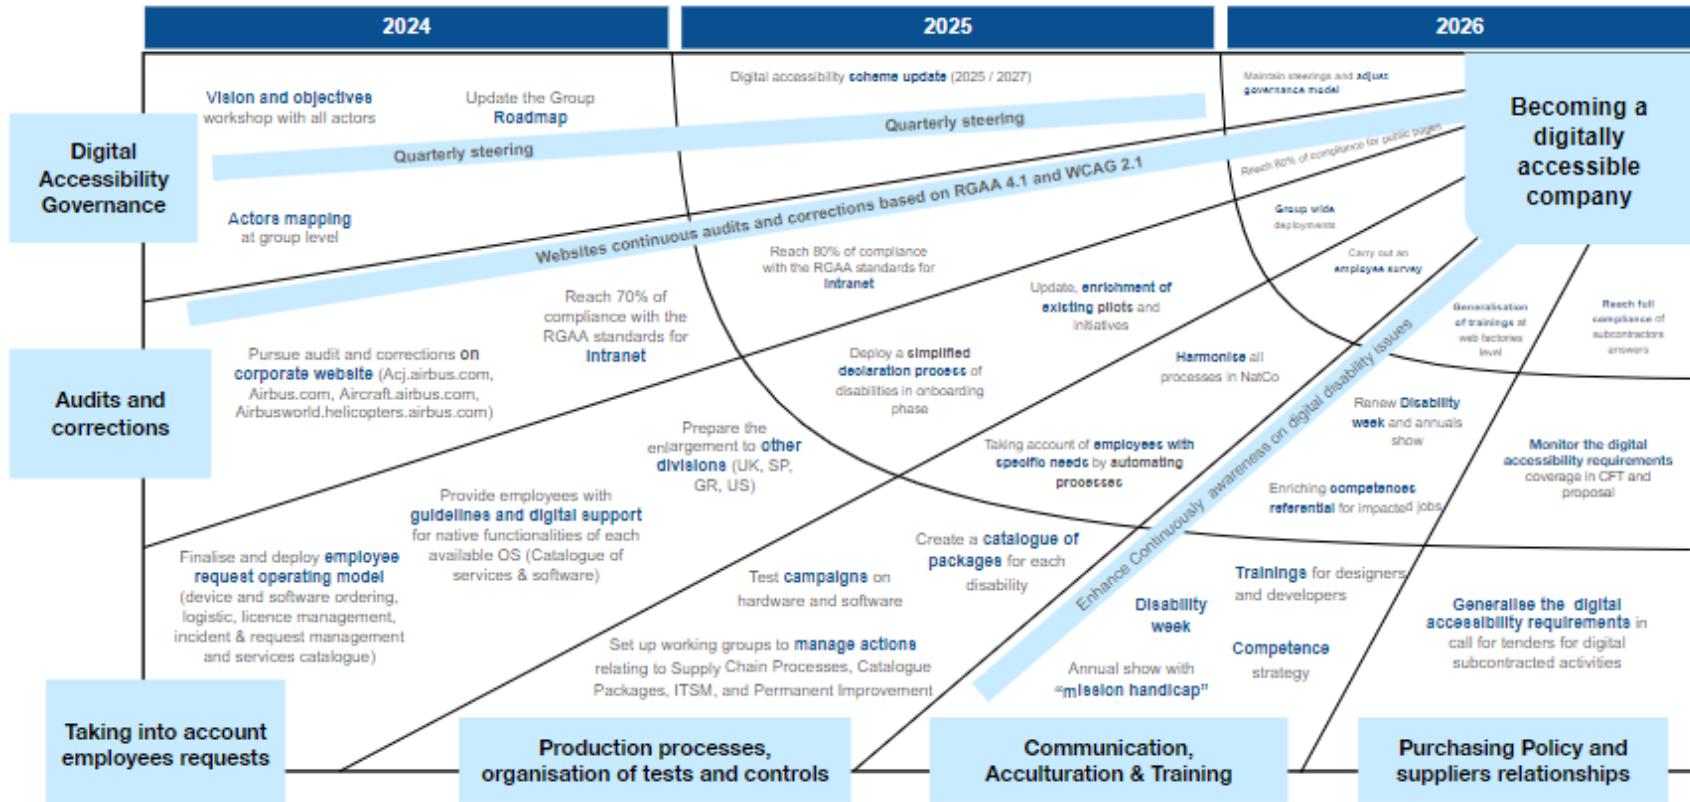 2024
2025
2026
Digital
Accessibility
Governance
Vision and objectives
workshop with all actors
Update the Group
Roadmap
Quarterly steering
Actors mapping
at group level
Digital accessibility scheme update (2025 / 2027)
Quarterly steering
Maintain steerings and adjust
governance model
Becoming a
digitally
accessible
company
Audits and
corrections
Websites continuous audits and corrections based on RGAA 4.1 and WCAG 2.1
Pursue audit and corrections on
corporate website (Acj.airbus.com,
Airbus.com, Aircraft.airbus.com,
Airbusworld.helicopters.airbus.com)
Reach 70% of
compliance with the
RGAA standards for
Intranet
Reach 80% of compliance
with the RGAA standards for
Intranet
Reach 80% of compliance for public pages
Taking into account
employees requests
Finalise and deploy employee
request operating model
(device and software ordering,
logistic, licence management,
incident & request management
and services catalogue)
Provide employees with
guidelines and digital support
for native functionalities of each
available OS (Catalogue of
services & software)
Prepare the
enlargement to other
divisions (UK, SP,
GR, US)
Deploy a simplified
declaration process of
disabilities in onboarding
phase
Update, enrichment of
existing pilots and
initiatives
Group wide
deployments
Production processes,
organisation of tests and controls
Set up working groups to manage actions
relating to Supply Chain Processes, Catalogue
Packages, ITSM, and Permanent Improvement
Test campaigns on
hardware and software
Create a catalogue of
packages for each
disability
Taking account of employees with
specific needs by automating
processes
Harmonise all
processes in NatCo
Carry out an
employee survey
Communication,
Acculturation & Training
Enhance Continuously awareness on digital disability issues
Annual show with
“mission handicap”
Disability
week
Competence
strategy
Trainings for designers
and developers
Enriching competences
referential for impacted jobs
Renew Disability
week and annuals
show
Generalisation
of trainings at
web factories
level
Purchasing Policy and
suppliers relationships
Generalise the digital
accessibility requirements in
call for tenders for digital
subcontracted activities
Monitor the digital
accessibility requirements
coverage in CFT and
proposal
Reach full
compliance of
subcontractors
answers